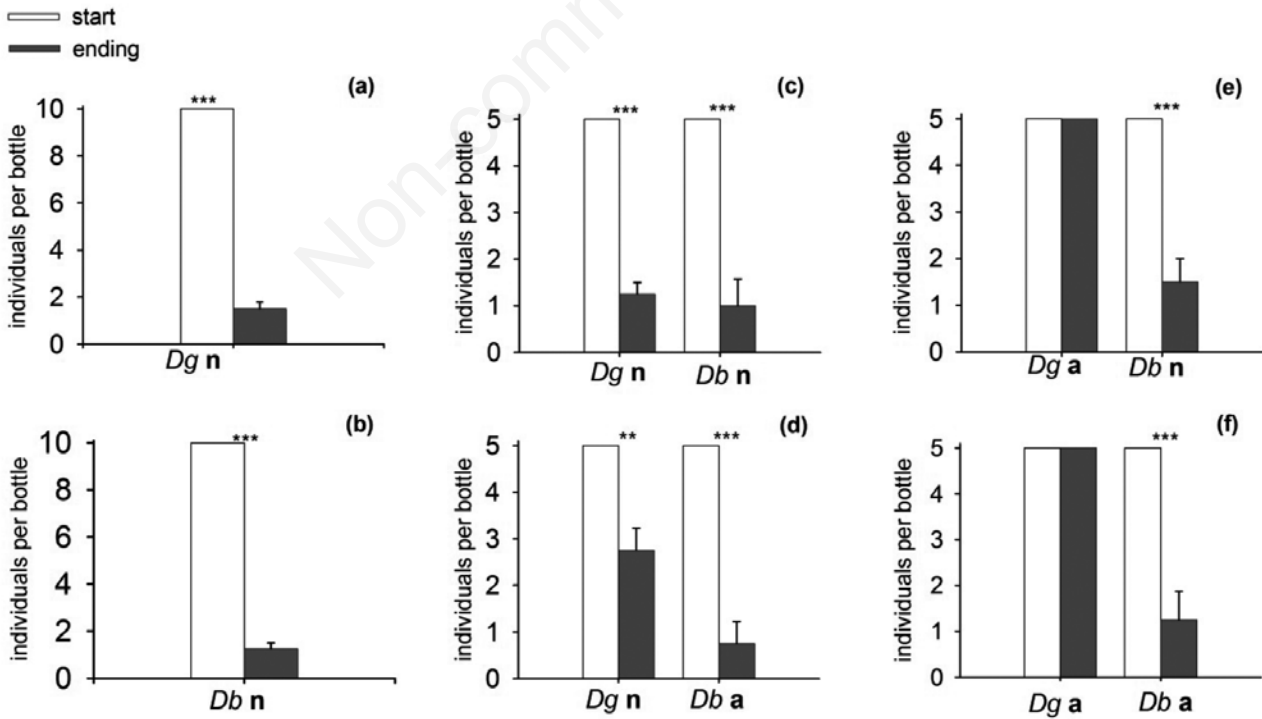 start
ending
(a)
***
individuals per bottle
10
8
6
4
2
0
Dg n
(c)
*** ***
individuals per bottle
5
4
3
2
1
0
Dg n Db n
(e)
***
individuals per bottle
5
4
3
2
1
0
Dg a Db n
(b)
***
individuals per bottle
10
8
6
4
2
0
Db n
(d)
** ***
individuals per bottle
5
4
3
2
1
0
Dg n Db a
(f)
***
individuals per bottle
5
4
3
2
1
0
Dg a Db a